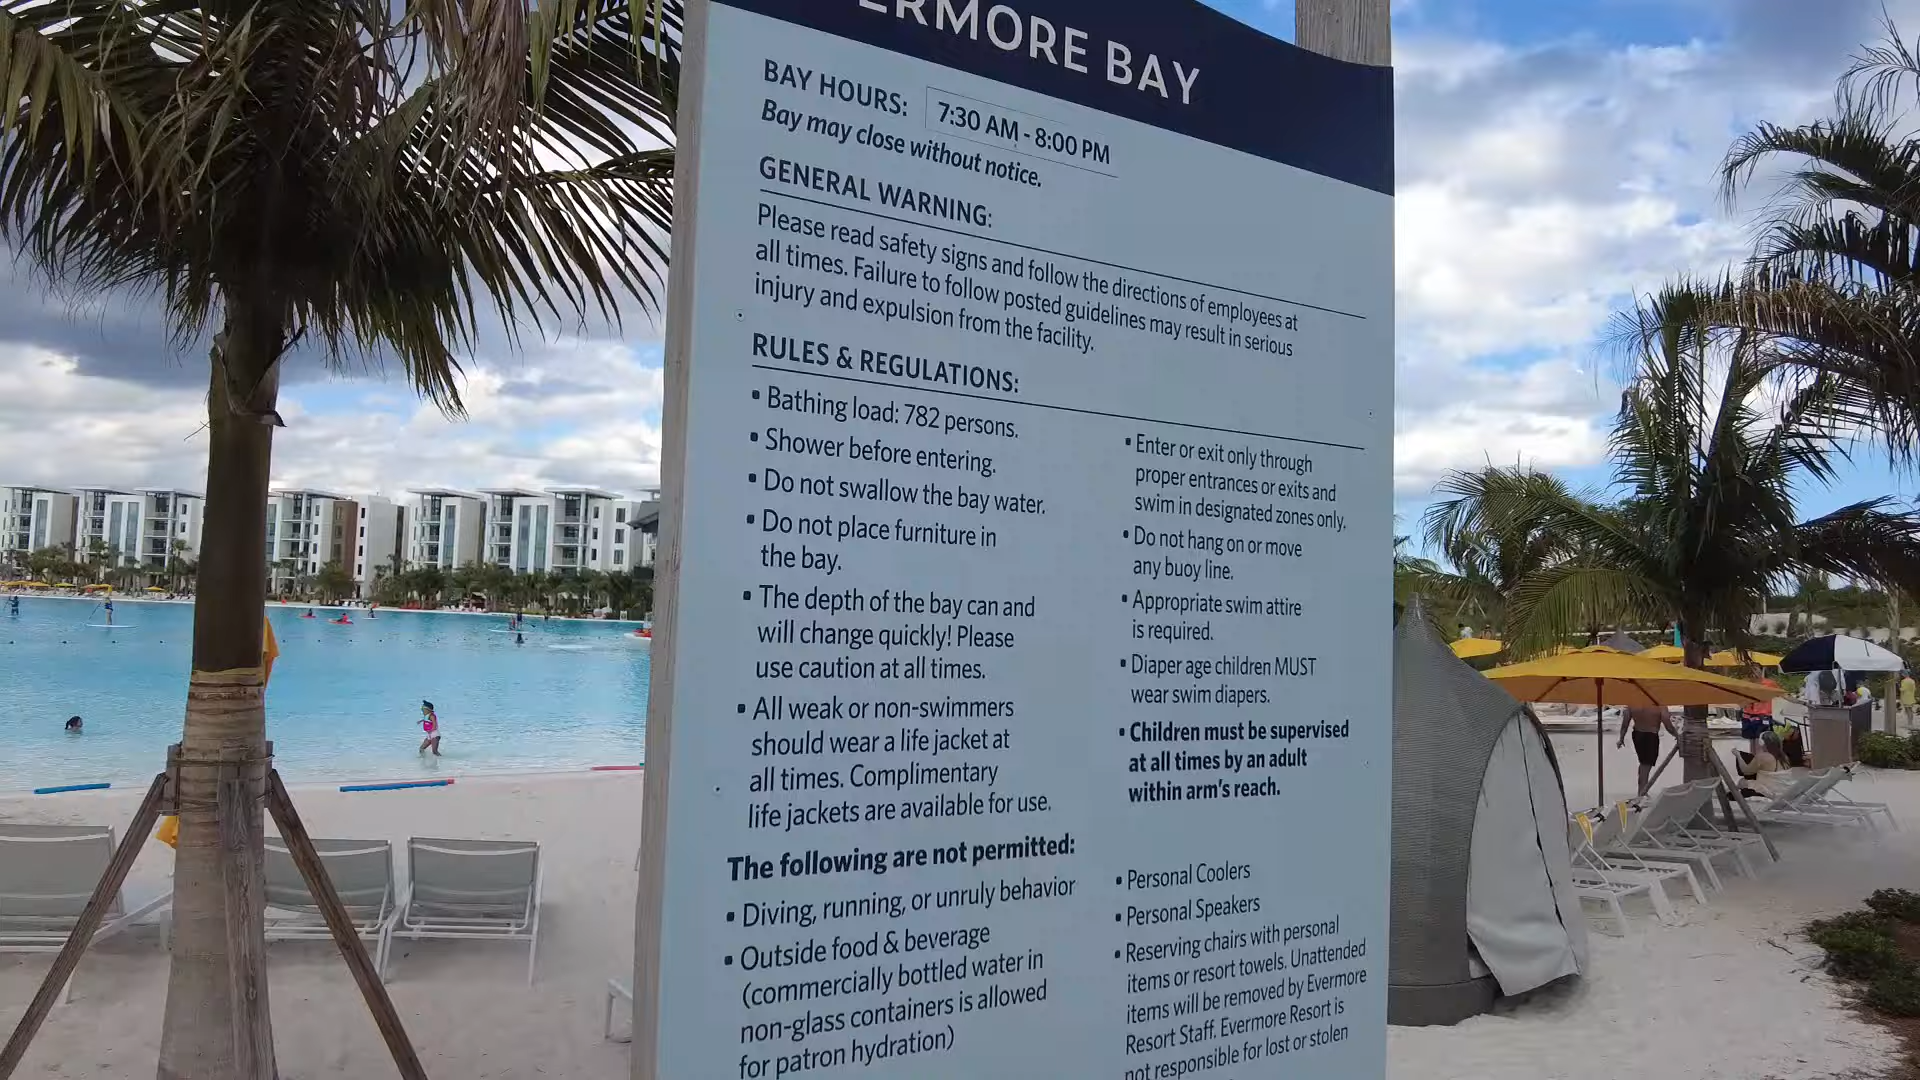 ERMORE BAY
BAY HOURS: 7:30 AM - 8:00 PM
Bay may close without notice.
GENERAL WARNING:
Please read safety signs and follow the directions of employees at
all times. Failure to follow posted guidelines may result in serious
injury and expulsion from the facility.
RULES & REGULATIONS:
▪ Bathing load: 782 persons.
▪ Shower before entering.
▪ Do not swallow the bay water.
▪ Do not place furniture in
the bay.
▪ The depth of the bay can and
will change quickly! Please
use caution at all times.
▪ All weak or non-swimmers
should wear a life jacket at
all times. Complimentary
life jackets are available for use.
▪ Enter or exit only through
proper entrances or exits and
swim in designated zones only.
▪ Do not hang on or move
any buoy line.
▪ Appropriate swim attire
is required.
▪ Diaper age children MUST
wear swim diapers.
▪ Children must be supervised
at all times by an adult
within arm's reach.
The following are not permitted:
▪ Diving, running, or unruly behavior
▪ Outside food & beverage
(commercially bottled water in
non-glass containers is allowed
for patron hydration)
▪ Personal Coolers
▪ Personal Speakers
▪ Reserving chairs with personal
items or resort towels. Unattended
items will be removed by Evermore
Resort Staff. Evermore Resort is
not responsible for lost or stolen